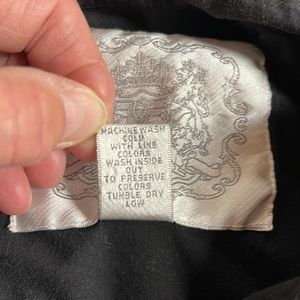 MACHINE WASH
COLD
WITH LIKE
COLORS
WASH INSIDE
OUT
TO PRESERVE
COLORS
TUMBLE DRY
LOW